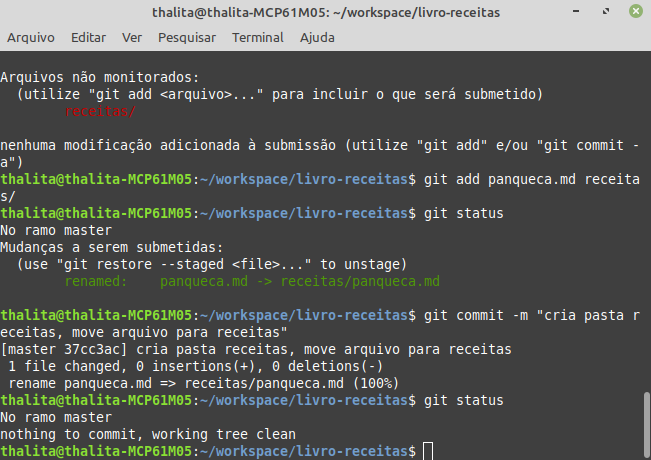 thalita@thalita-MCP61M05: ~/workspace/livro-receitas
Arquivo Editar Ver Pesquisar Terminal Ajuda
Arquivos não monitorados:
(utilize "git add <arquivo>..." para incluir o que será submetido)
receitas/
nenhuma modificação adicionada à submissão (utilize "git add" e/ou "git commit -
a")
thalita@thalita-MCP61M05:~/workspace/livro-receitas$ git add panqueca.md receita
s/
thalita@thalita-MCP61M05:~/workspace/livro-receitas$ git status
No ramo master
Mudanças a serem submetidas:
(use "git restore --staged <file>..." to unstage)
renamed:    panqueca.md -> receitas/panqueca.md
thalita@thalita-MCP61M05:~/workspace/livro-receitas$ git commit -m "cria pasta r
eceitas, move arquivo para receitas"
[master 37cc3ac] cria pasta receitas, move arquivo para receitas
1 file changed, 0 insertions(+), 0 deletions(-)
rename panqueca.md => receitas/panqueca.md (100%)
thalita@thalita-MCP61M05:~/workspace/livro-receitas$ git status
No ramo master
nothing to commit, working tree clean
thalita@thalita-MCP61M05:~/workspace/livro-receitas$